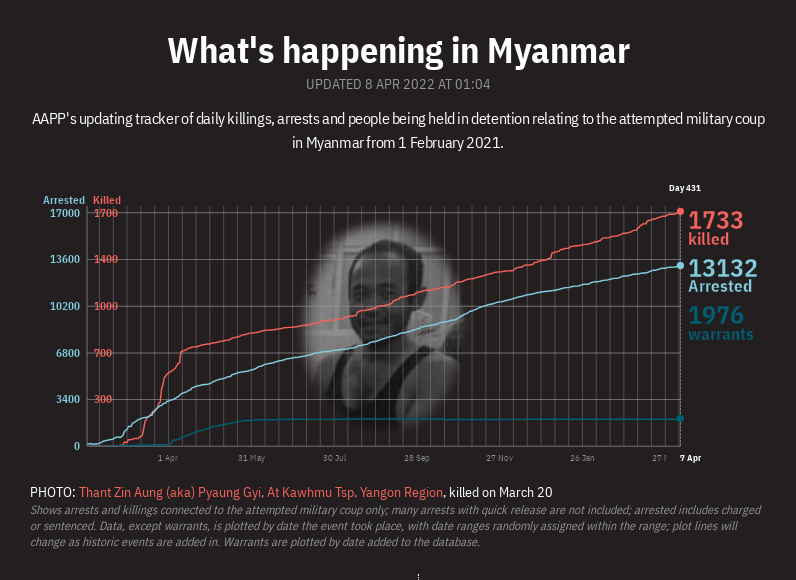 What's happening in Myanmar
UPDATED 8 APR 2022 AT 01:04
AAPP's updating tracker of daily killings, arrests and people being held in detention relating to the attempted military coup
in Myanmar from 1 February 2021.
Day 431
Arrested Killed
17000 1700
1733
killed
13600 1400
13132
Arrested
10200 1000
1976
warrants
6800 700
3400 300
0
1 Apr 31 May 30 Jul 28 Sep 27 Nov 26 Jan 27 7 Apr
PHOTO: Thant Zin Aung (aka) Pyaung Gyi, At Kawhmu Tsp, Yangon Region, killed on March 20
Shows arrests and killings connected to the attempted military coup only; many arrests with quick release are not included; arrested includes charged
or sentenced. Data, except warrants, is plotted by date the event took place, with date ranges randomly assigned within the range; plot lines will
change as historic events are added in. Warrants are plotted by date added to the database.